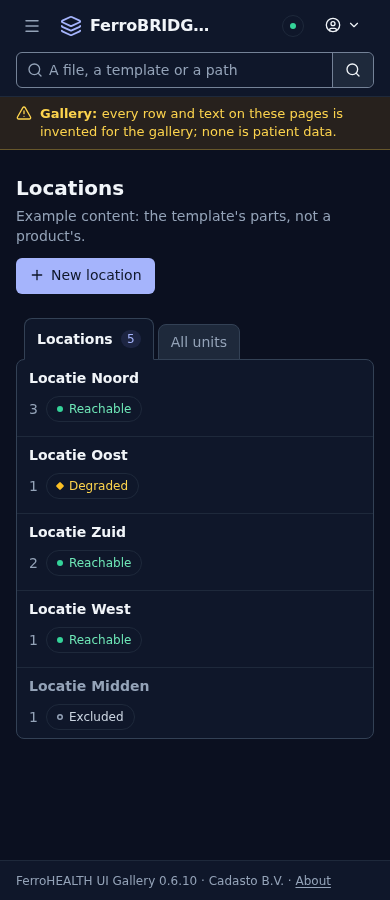 FerroBRIDG...
A file, a template or a path
Gallery: every row and text on these pages is
invented for the gallery; none is patient data.
Locations
Example content: the template's parts, not a
product's.
New location
Locations 5
All units
Locatie Noord
3 Reachable
Locatie Oost
1 Degraded
Locatie Zuid
2 Reachable
Locatie West
1 Reachable
Locatie Midden
1 Excluded
FerroHEALTH UI Gallery 0.6.10 · Cadasto B.V. · About